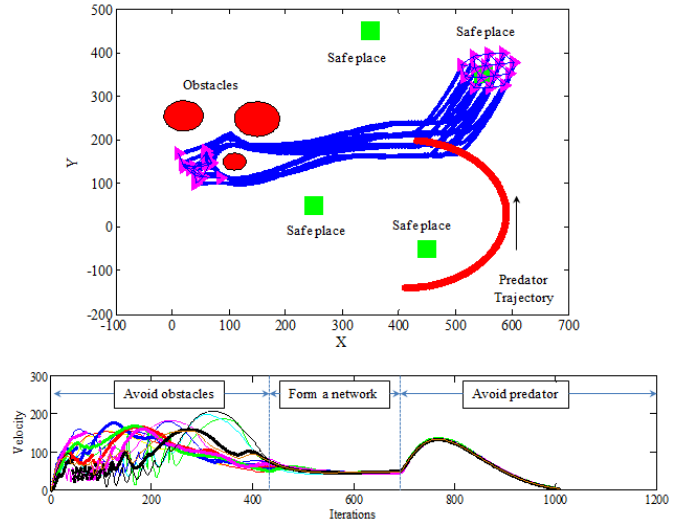 500
400
300
200
100
0
-100
-200
Y
-100
0
100
200
300
400
500
600
700
X
Safe place
Safe place
Obstacles
Safe place
Safe place
Predator
Trajectory
300
200
100
0
Velocity
Avoid obstacles
Form a network
Avoid predator
0
200
400
600
800
1000
1200
Iterations